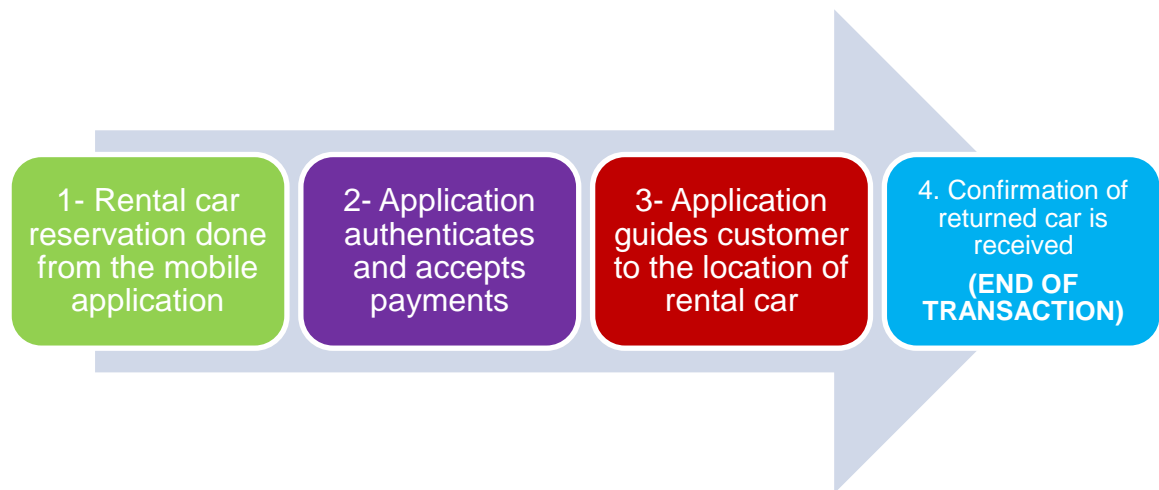 1- Rental car
reservation done
from the mobile
application
2- Application
authenticates
and accepts
payments
3- Application
guides customer
to the location of
rental car
4. Confirmation of
returned car is
received
(END OF
TRANSACTION)